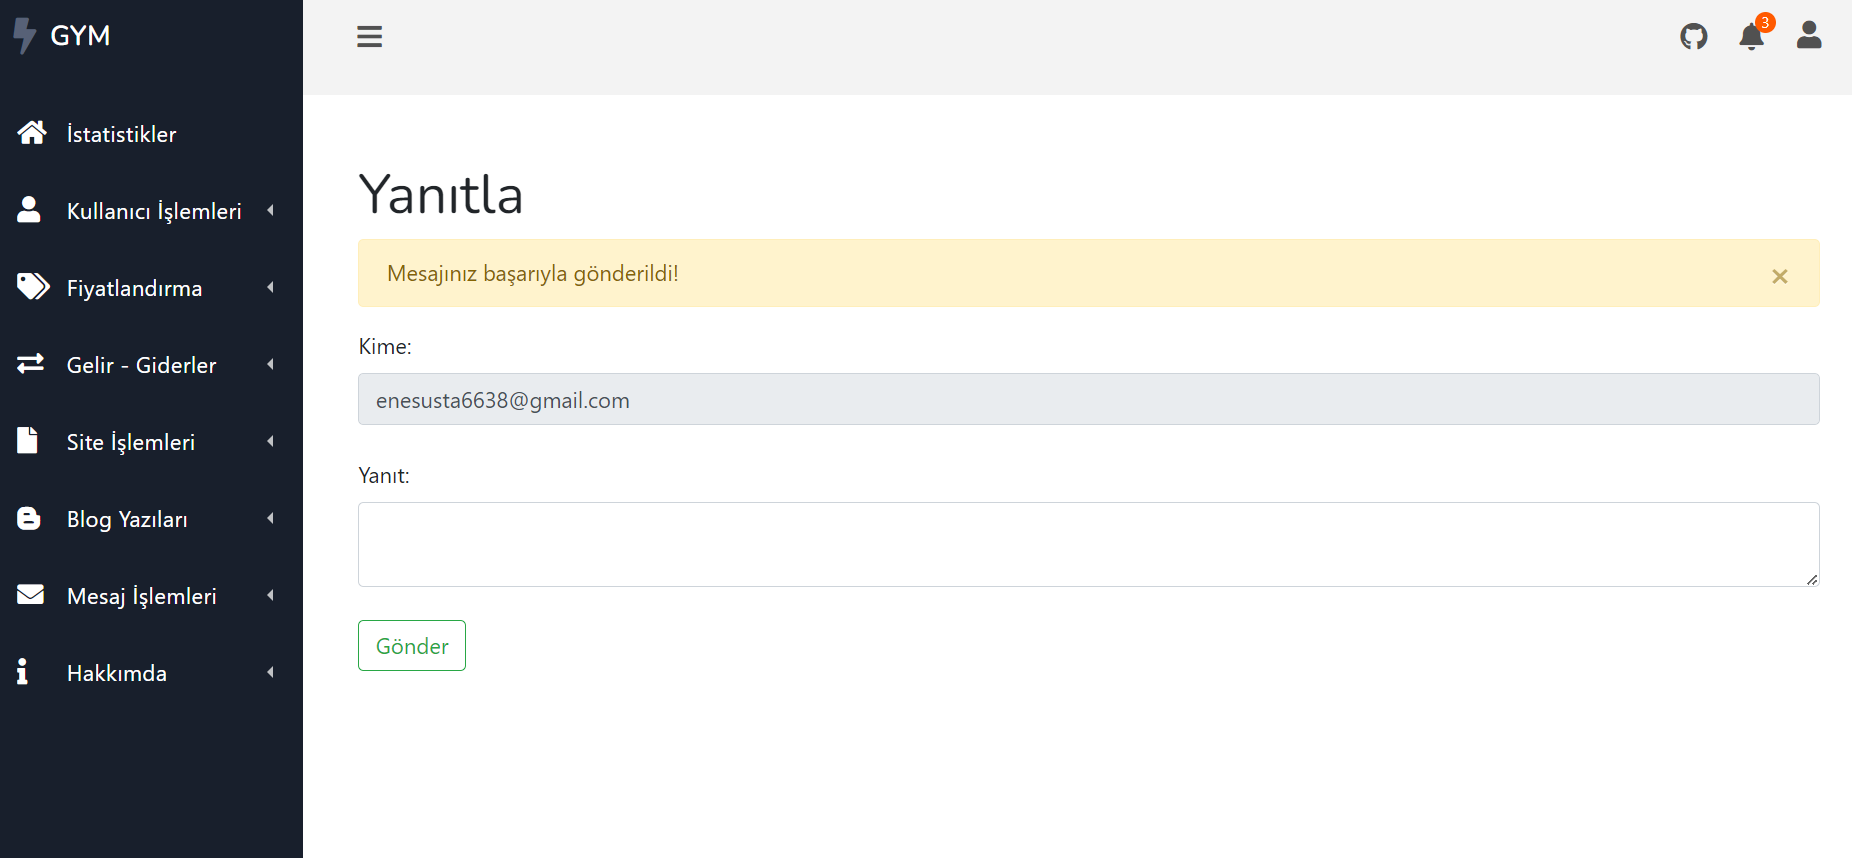 GYM
İstatistikler
Kullanıcı İşlemleri
Fiyatlandırma
Gelir - Giderler
Site İşlemleri
Blog Yazıları
Mesaj İşlemleri
Hakkımda
3
Yanıtla
Mesajınız başarıyla gönderildi!
×
Kime:
enesusta6638@gmail.com
Yanıt:
Gönder